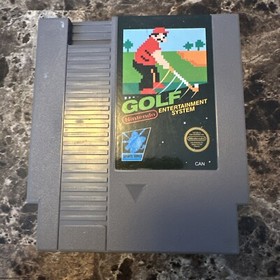 GOLF
Nintendo
ENTERTAINMENT
SYSTEM
CAN